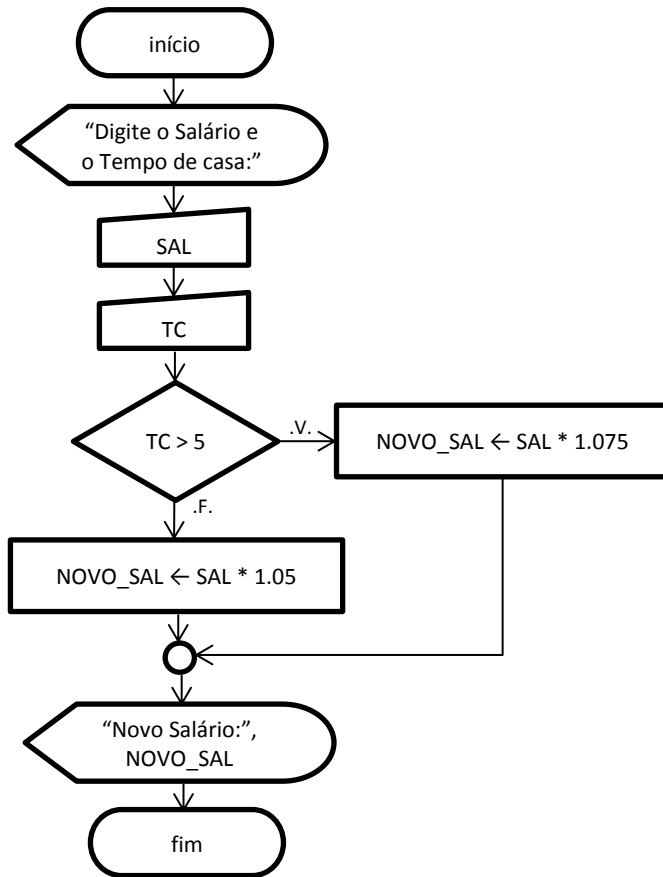 início
“Digite o Salário e
o Tempo de casa:”
SAL
TC
TC > 5
.V.
NOVO_SAL ← SAL * 1.075
.F.
NOVO_SAL ← SAL * 1.05
“Novo Salário:”,
NOVO_SAL
fim